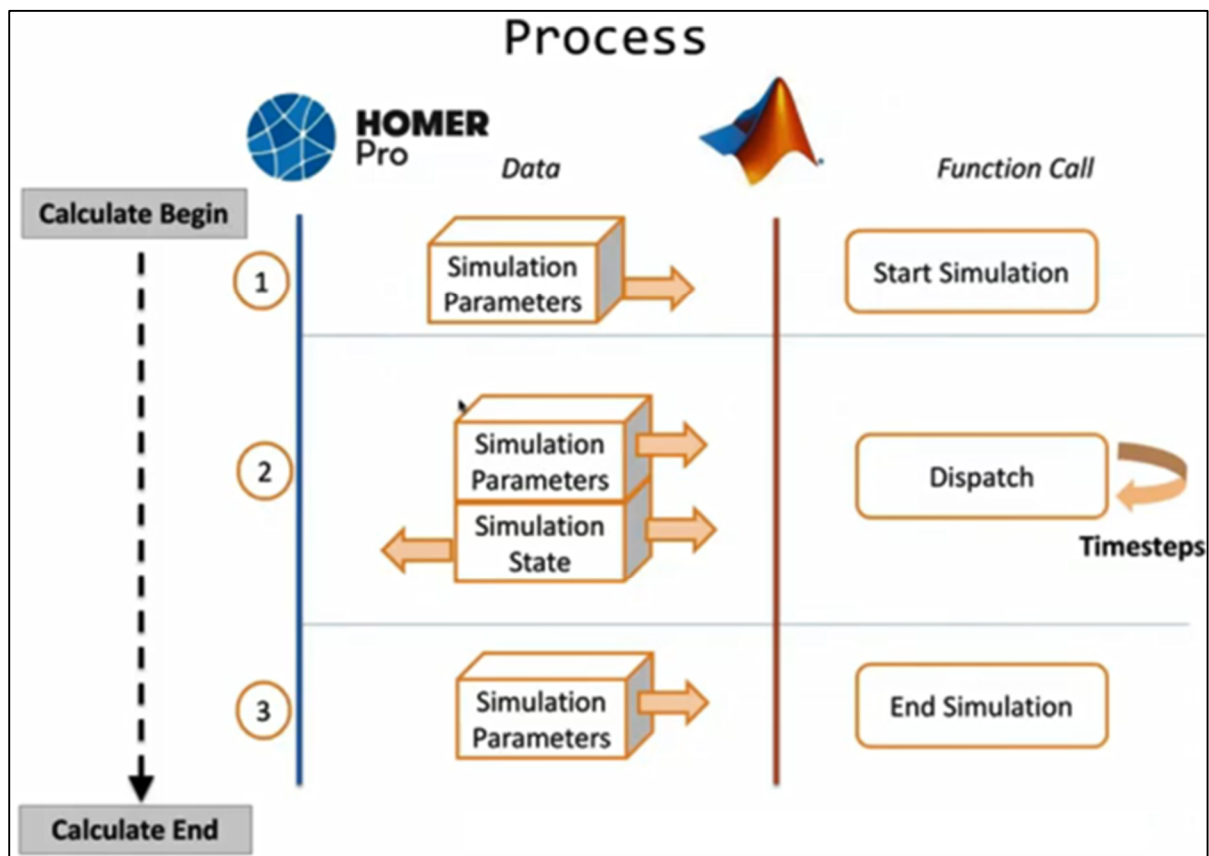 Process
HOMER
Pro
Data
Function Call
Calculate Begin
1
Simulation
Parameters
Start Simulation
2
Simulation
Parameters
Simulation
State
Dispatch
Timesteps
3
Simulation
Parameters
End Simulation
Calculate End